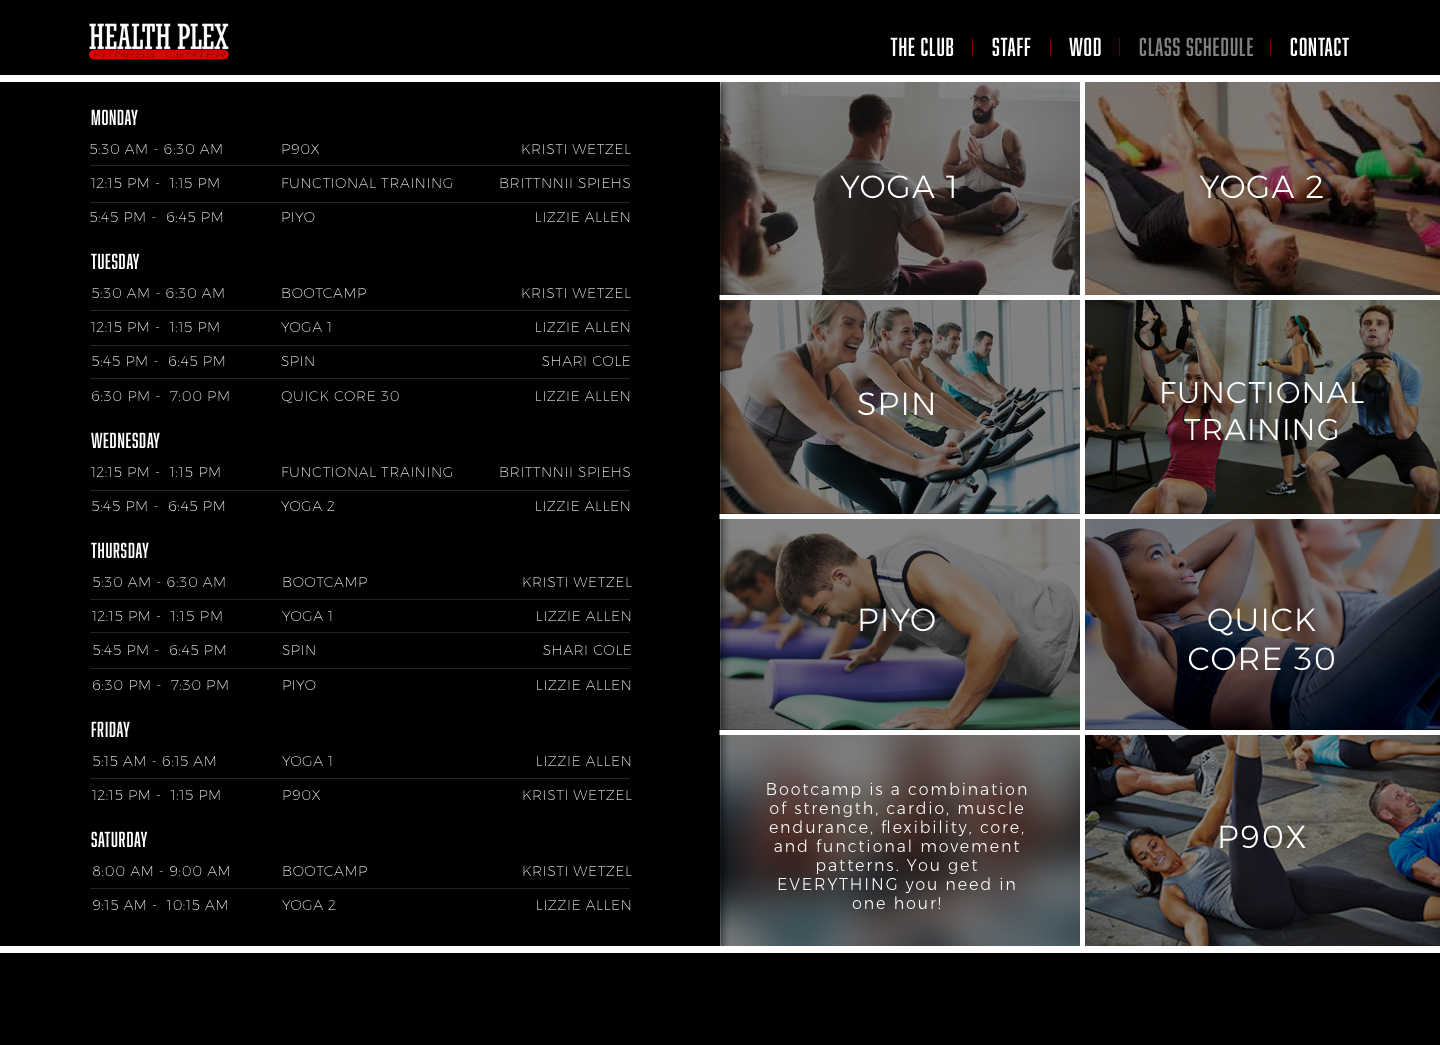 HEALTH PLEX
THE CLUB
STAFF
WOD
CLASS SCHEDULE
CONTACT
MONDAY
5:30 AM - 6:30 AM P90X KRISTI WETZEL
12:15 PM - 1:15 PM FUNCTIONAL TRAINING BRITTNNII SPIEHS
5:45 PM - 6:45 PM PIYO LIZZIE ALLEN
TUESDAY
5:30 AM - 6:30 AM BOOTCAMP KRISTI WETZEL
12:15 PM - 1:15 PM YOGA 1 LIZZIE ALLEN
5:45 PM - 6:45 PM SPIN SHARI COLE
6:30 PM - 7:00 PM QUICK CORE 30 LIZZIE ALLEN
WEDNESDAY
12:15 PM - 1:15 PM FUNCTIONAL TRAINING BRITTNNII SPIEHS
5:45 PM - 6:45 PM YOGA 2 LIZZIE ALLEN
THURSDAY
5:30 AM - 6:30 AM BOOTCAMP KRISTI WETZEL
12:15 PM - 1:15 PM YOGA 1 LIZZIE ALLEN
5:45 PM - 6:45 PM SPIN SHARI COLE
6:30 PM - 7:30 PM PIYO LIZZIE ALLEN
FRIDAY
5:15 AM - 6:15 AM YOGA 1 LIZZIE ALLEN
12:15 PM - 1:15 PM P90X KRISTI WETZEL
SATURDAY
8:00 AM - 9:00 AM BOOTCAMP KRISTI WETZEL
9:15 AM - 10:15 AM YOGA 2 LIZZIE ALLEN
YOGA 1
YOGA 2
SPIN
FUNCTIONAL
TRAINING
PIYO
QUICK
CORE 30
Bootcamp is a combination
of strength, cardio, muscle
endurance, flexibility, core,
and functional movement
patterns. You get
EVERYTHING you need in
one hour!
P90X